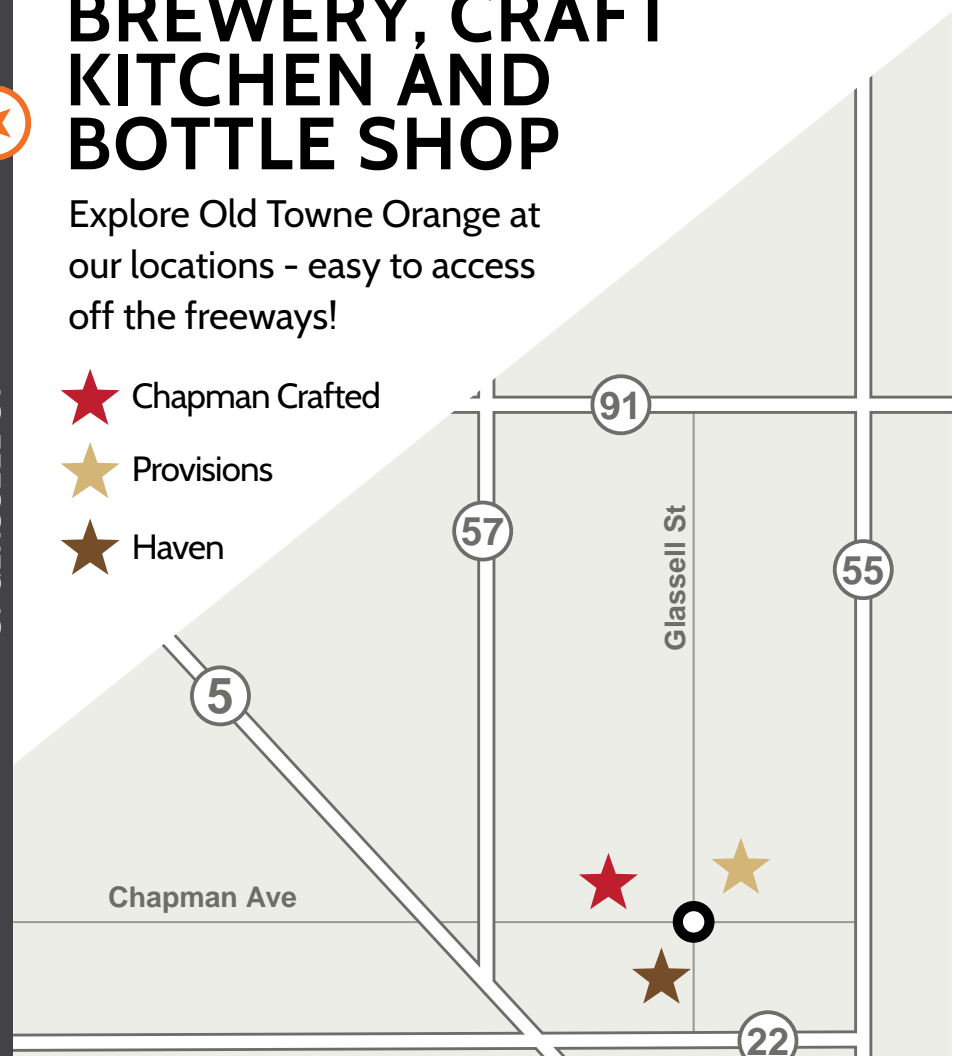 BREWERY, CRAFT
KITCHEN AND
BOTTLE SHOP
Explore Old Towne Orange at
our locations - easy to access
off the freeways!
Chapman Crafted
Provisions
Haven
91
57
Glassell St
55
5
Chapman Ave
22